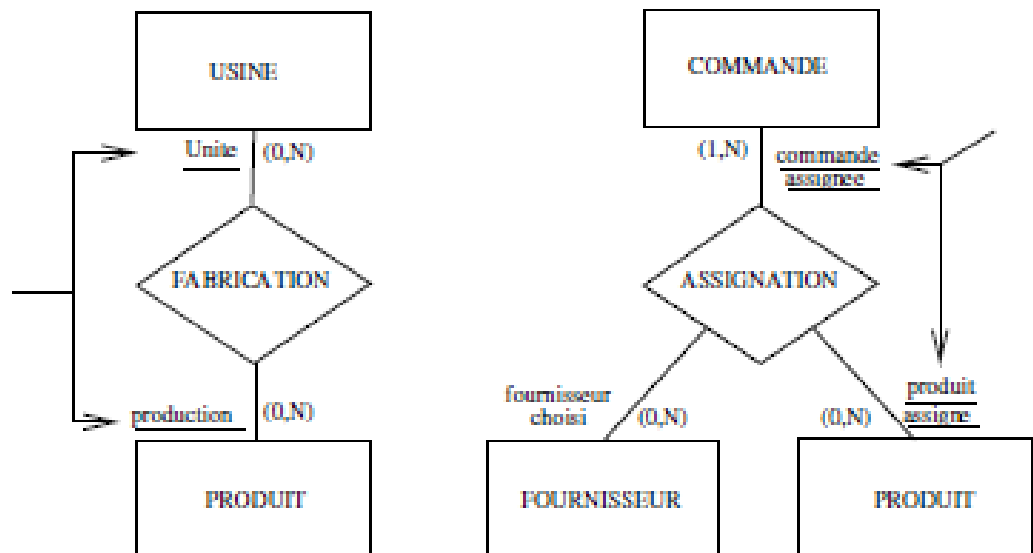 USINE
Unite (0,N)
FABRICATION
production (0,N)
PRODUIT
COMMANDE
(1,N) commande
assignee
ASSIGNATION
fournisseur
choisi (0,N)
(0,N) produit
assigne
FOURNISSEUR
PRODUIT